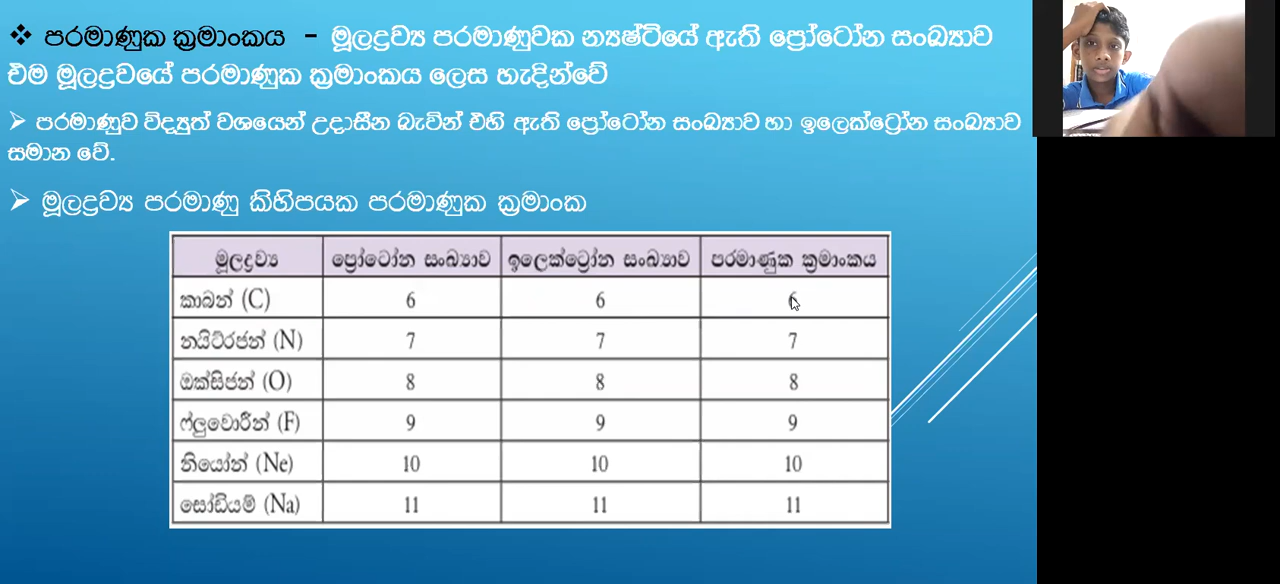 ❖ පරමාණුක ක්‍රමාංකය – මූලද්‍රව්‍ය පරමාණුවක න්‍යෂ්ටියේ ඇති ප්‍රෝටෝන සංඛ්‍යාව
එම මූලද්‍රවයේ පරමාණුක ක්‍රමාංකය ලෙස හැදින්වේ
➢ පරමාණුව විද්‍යුත් වශයෙන් උදාසීන බැවින් එහි ඇති ප්‍රෝටෝන සංඛ්‍යාව හා ඉලෙක්ට්‍රෝන සංඛ්‍යාව
සමාන වේ.
➢ මූලද්‍රව්‍ය පරමාණු කිහිපයක පරමාණුක ක්‍රමාංක
මූලද්‍රව්‍ය ප්‍රෝටෝන සංඛ්‍යාව ඉලෙක්ට්‍රෝන සංඛ්‍යාව පරමාණුක ක්‍රමාංකය
කාබන් (C) 6 6 6
නයිට්රජන් (N) 7 7 7
ඔක්සිජන් (O) 8 8 8
ෆ්ලුවොරීන් (F) 9 9 9
නියෝන් (Ne) 10 10 10
සෝඩියම් (Na) 11 11 11